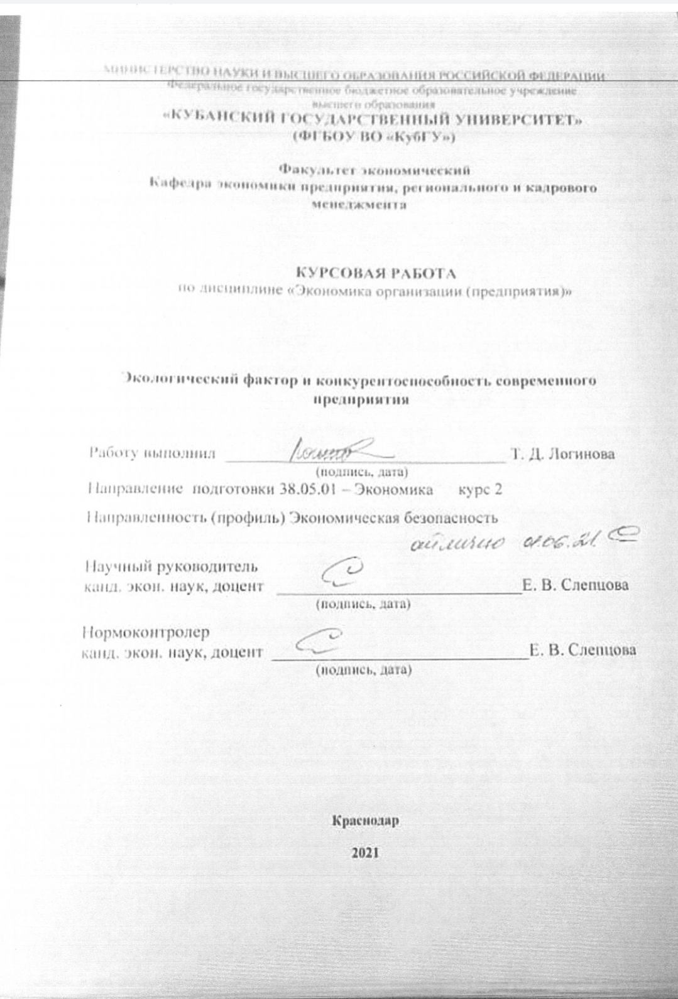 МИНИСТЕРСТВО НАУКИ И ВЫСШЕГО ОБРАЗОВАНИЯ РОССИЙСКОЙ ФЕДЕРАЦИИ
Федеральное государственное бюджетное образовательное учреждение
высшего образования
«КУБАНСКИЙ ГОСУДАРСТВЕННЫЙ УНИВЕРСИТЕТ»
(ФГБОУ ВО «КубГУ»)
Факультет экономический
Кафедра экономики предприятия, регионального и кадрового
менеджмента
КУРСОВАЯ РАБОТА
по дисциплине «Экономика организации (предприятия)»
Экологический фактор и конкурентоспособность современного
предприятия
Работу выполнил Т. Д. Логинова
(подпись, дата)
Направление подготовки 38.05.01 – Экономика курс 2
Направленность (профиль) Экономическая безопасность
отлично 01.06.21.
Научный руководитель
канд. экон. наук, доцент Е. В. Слепцова
(подпись, дата)
Нормоконтролер
канд. экон. наук, доцент Е. В. Слепцова
(подпись, дата)
Краснодар
2021